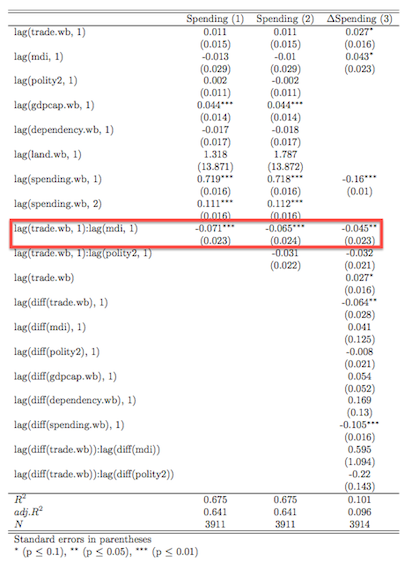 Spending (1) Spending (2) ΔSpending (3)
lag(trade.wb, 1) 0.011 0.011 0.027*
(0.015) (0.015) (0.016)
lag(mdi, 1) -0.013 -0.01 0.043*
(0.029) (0.029) (0.023)
lag(polity2, 1) 0.002 -0.002
(0.011) (0.011)
lag(gdpcap.wb, 1) 0.044*** 0.044***
(0.014) (0.014)
lag(dependency.wb, 1) -0.017 -0.018
(0.017) (0.017)
lag(land.wb, 1) 1.318 1.787
(13.871) (13.872)
lag(spending.wb, 1) 0.719*** 0.718*** -0.16***
(0.016) (0.016) (0.01)
lag(spending.wb, 2) 0.111*** 0.112***
(0.016) (0.016)
lag(trade.wb, 1):lag(mdi, 1) -0.071*** -0.065*** -0.045**
(0.023) (0.024) (0.023)
lag(trade.wb, 1):lag(polity2, 1) -0.031 -0.032
(0.022) (0.021)
lag(trade.wb) 0.027*
(0.016)
lag(diff(trade.wb), 1) -0.064**
(0.028)
lag(diff(mdi), 1) 0.041
(0.125)
lag(diff(polity2), 1) -0.008
(0.021)
lag(diff(gdpcap.wb), 1) 0.054
(0.052)
lag(diff(dependency.wb), 1) 0.169
(0.13)
lag(diff(spending.wb), 1) -0.105***
(0.016)
lag(diff(trade.wb)):lag(diff(mdi)) 0.595
(1.094)
lag(diff(trade.wb)):lag(diff(polity2)) -0.22
(0.143)
R² 0.675 0.675 0.101
adj.R² 0.641 0.641 0.096
N 3911 3911 3914
Standard errors in parentheses
* (p ≤ 0.1), ** (p ≤ 0.05), *** (p ≤ 0.01)